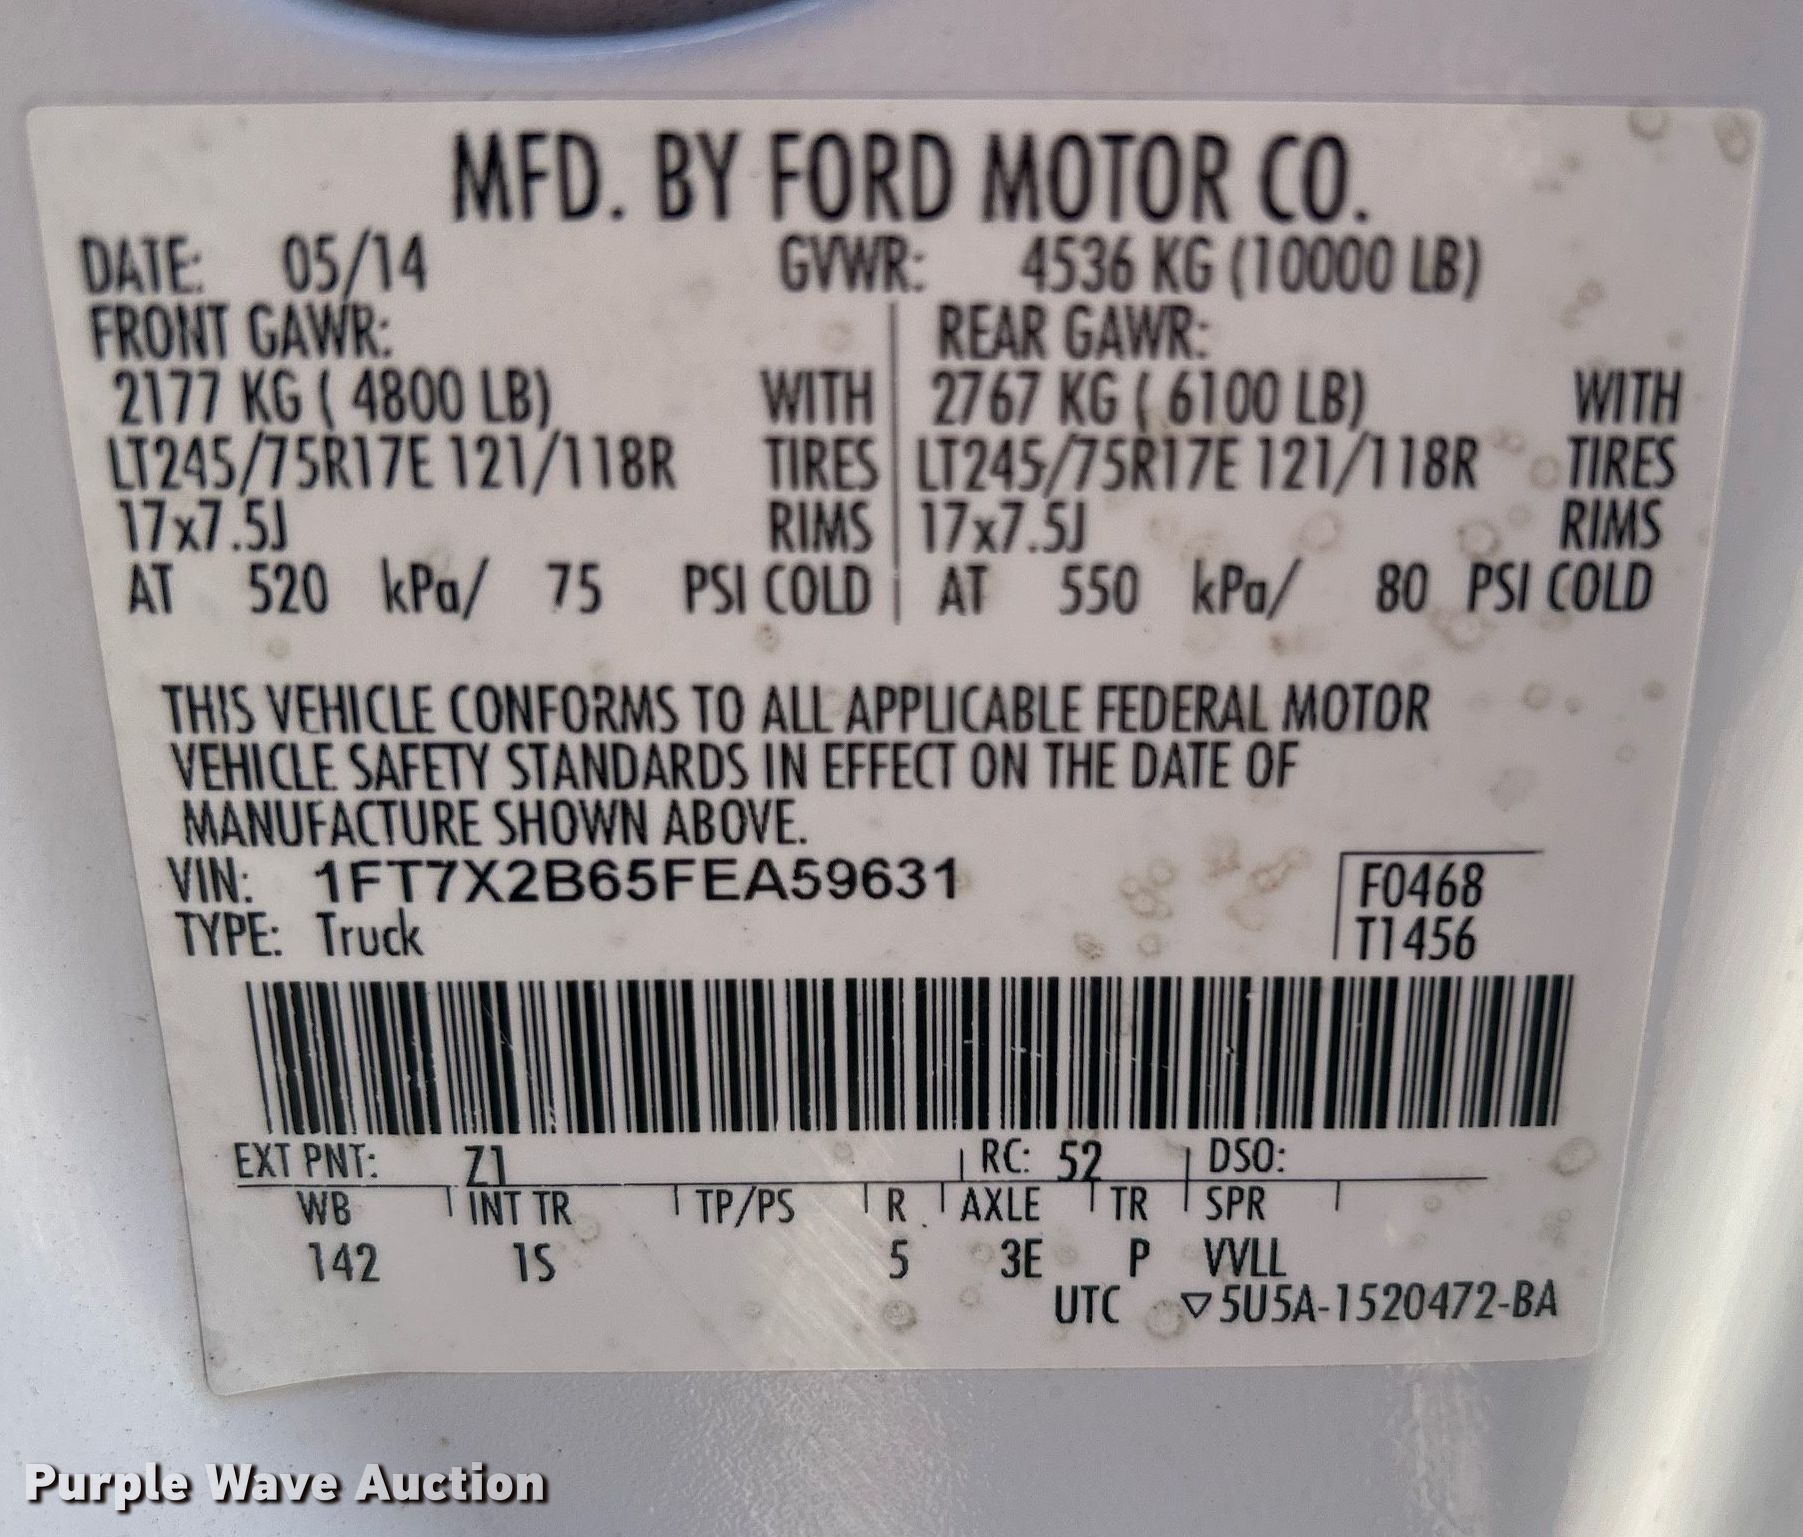 MFD. BY FORD MOTOR CO.
DATE: 05/14 GVWR: 4536 KG (10000 LB)
FRONT GAWR: REAR GAWR:
2177 KG ( 4800 LB) WITH 2767 KG ( 6100 LB) WITH
LT245/75R17E 121/118R TIRES LT245/75R17E 121/118R TIRES
17x7.5J RIMS 17x7.5J RIMS
AT 520 kPa/ 75 PSI COLD AT 550 kPa/ 80 PSI COLD
THIS VEHICLE CONFORMS TO ALL APPLICABLE FEDERAL MOTOR
VEHICLE SAFETY STANDARDS IN EFFECT ON THE DATE OF
MANUFACTURE SHOWN ABOVE.
VIN: 1FT7X2B65FEA59631 F0468
TYPE: Truck T1456
EXT PNT: Z1 RC: 52 DSO:
WB INT TR TP/PS R AXLE TR SPR
142 1S 5 3E P VVLL
UTC ▽5U5A-1520472-BA
Purple Wave Auction